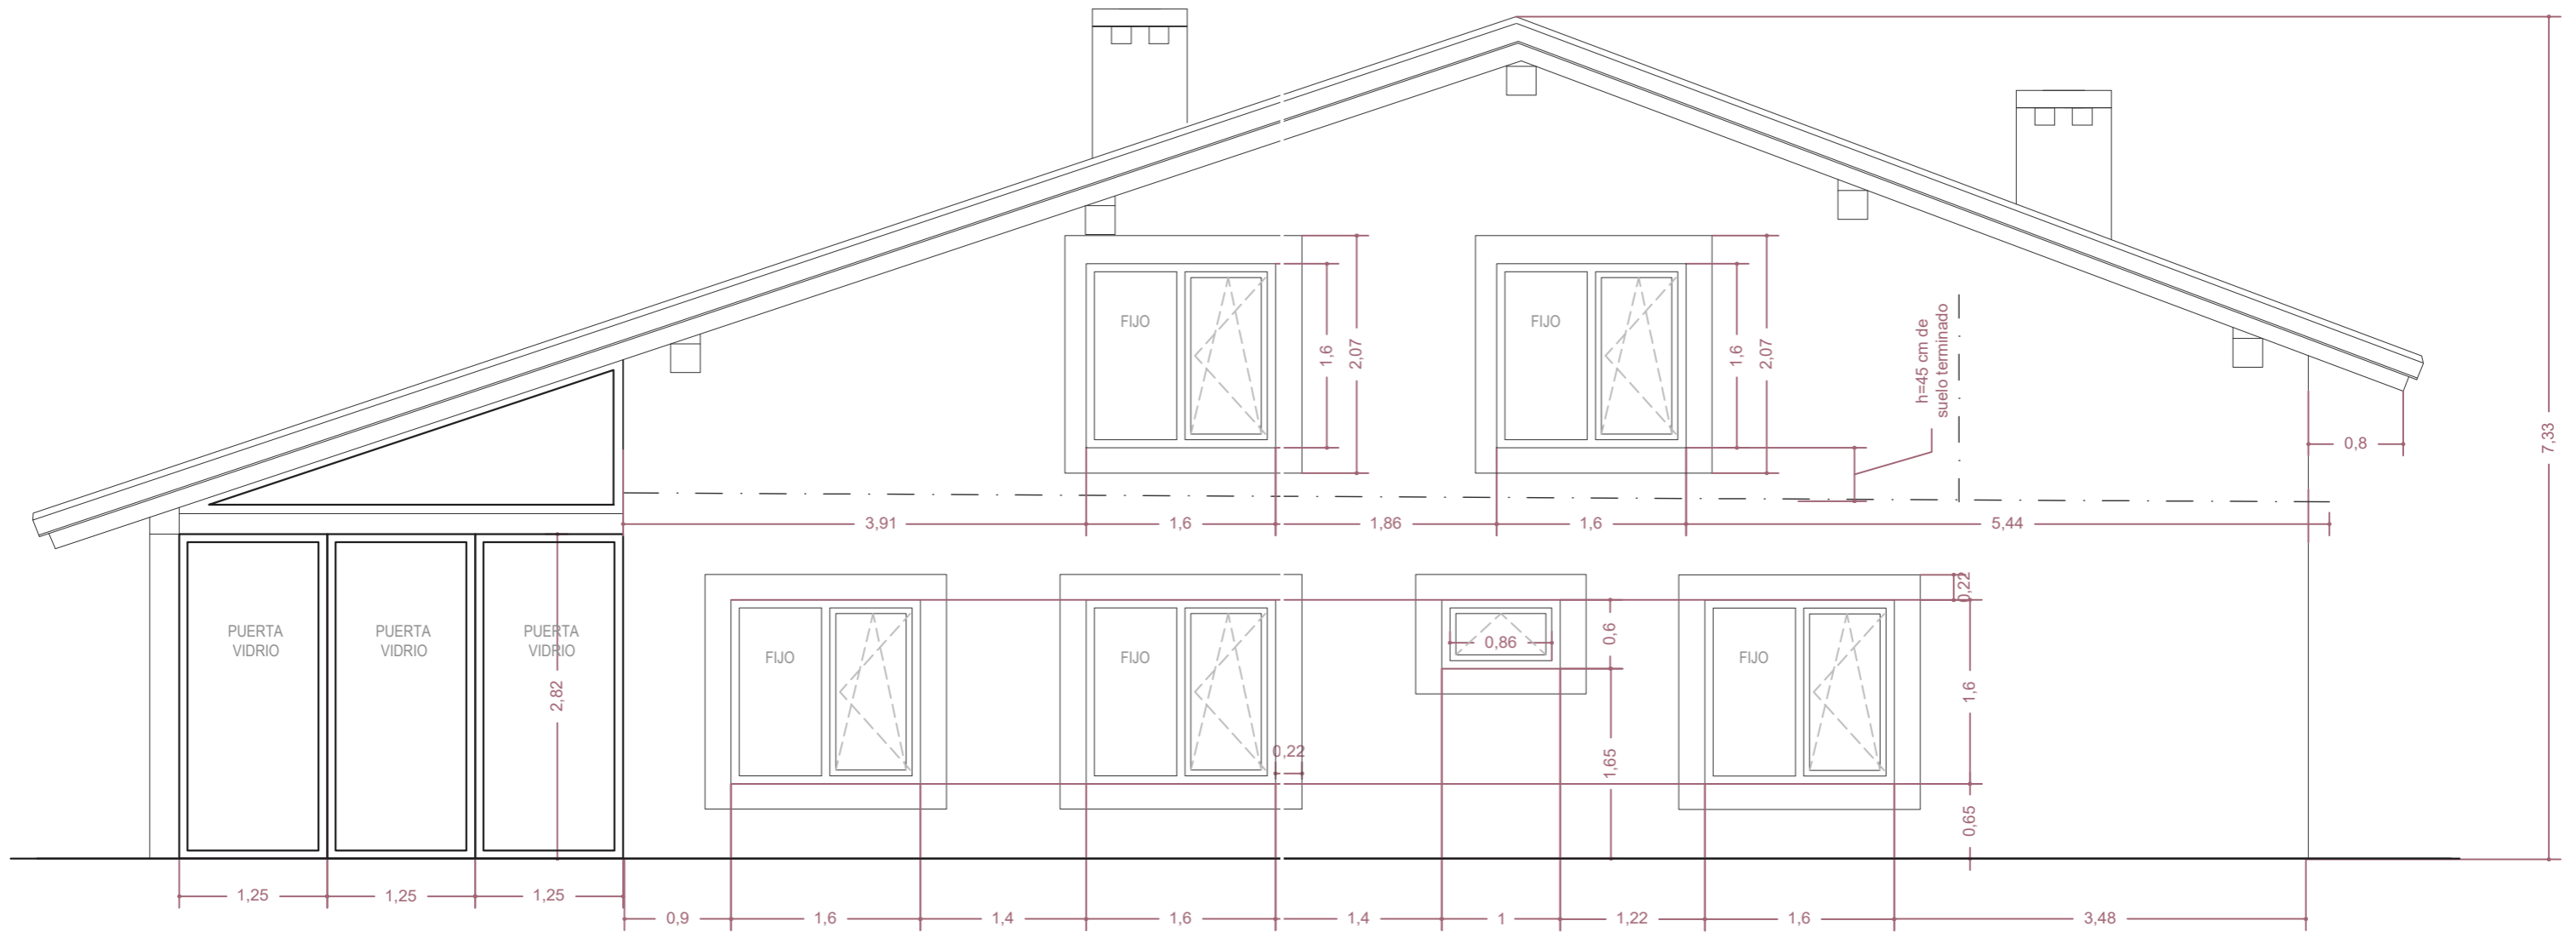 7,33
FIJO
1,6
2,07
FIJO
1,6
2,07
h=45 cm de
suelo terminado
0,8
3,91
1,6
1,86
1,6
5,44
PUERTA
VIDRIO
PUERTA
VIDRIO
PUERTA
VIDRIO
2,82
FIJO
FIJO
0,22
0,86
0,6
1,65
FIJO
0,22
1,6
0,65
1,25
1,25
1,25
0,9
1,6
1,4
1,6
1,4
1
1,22
1,6
3,48